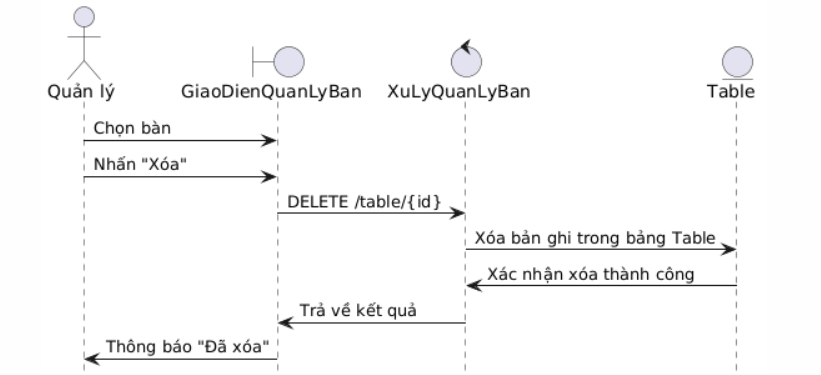 Quản lý
GiaoDienQuanLyBan
XuLyQuanLyBan
Table
Chọn bàn
Nhấn "Xóa"
DELETE /table/{id}
Xóa bản ghi trong bảng Table
Xác nhận xóa thành công
Trả về kết quả
Thông báo "Đã xóa"